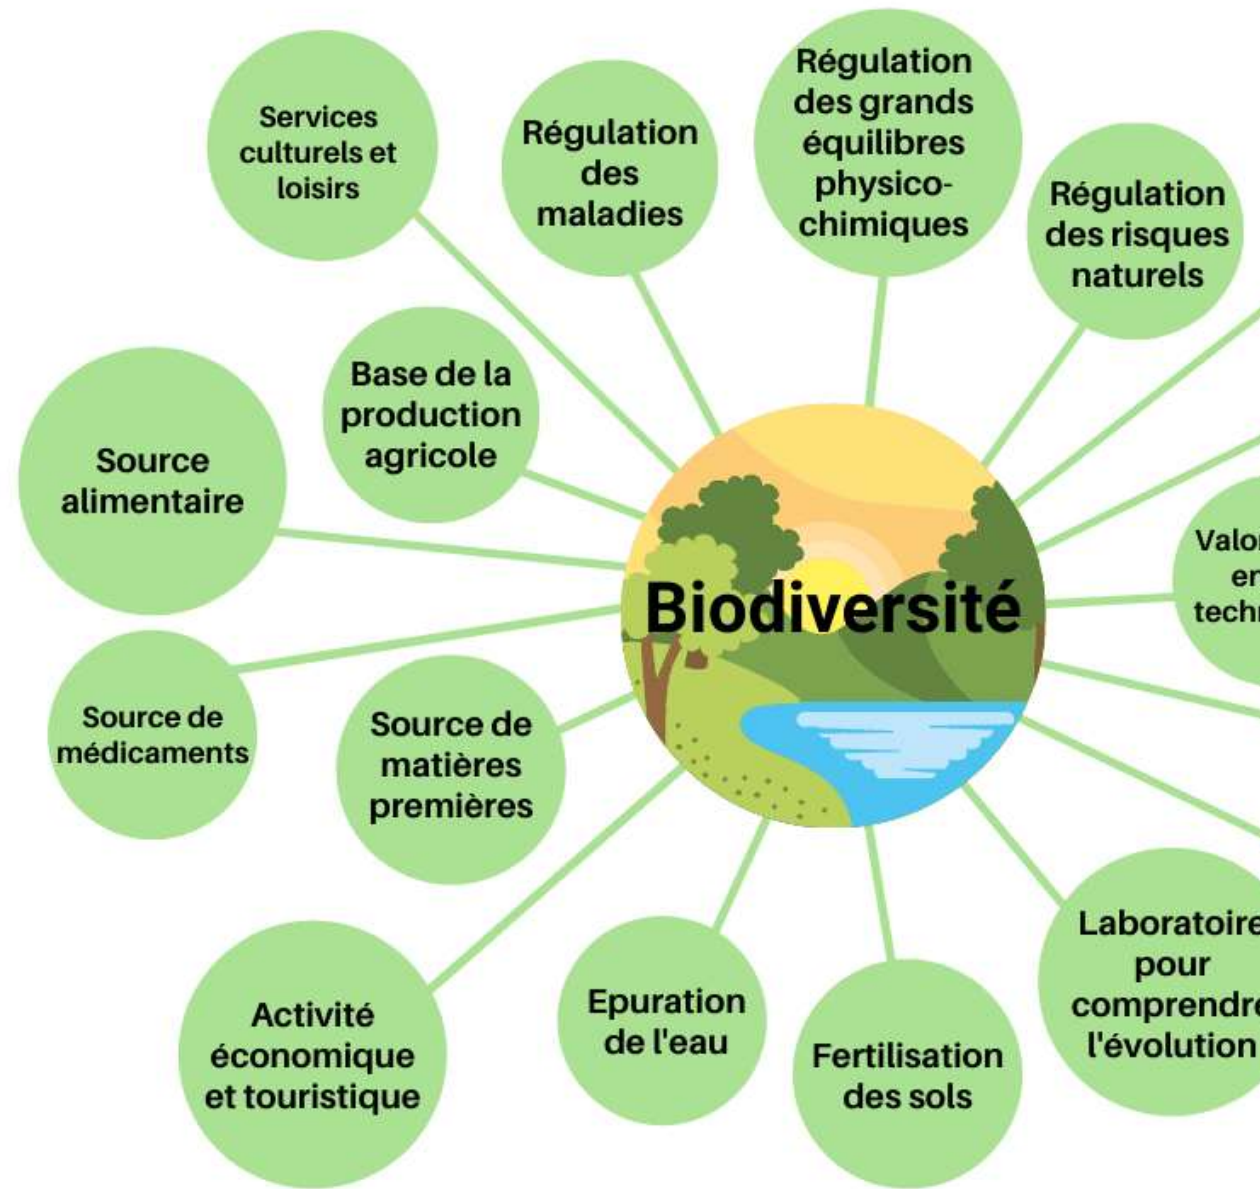 Services
culturels et
loisirs
Régulation
des
maladies
Régulation
des grands
équilibres
physico-
chimiques
Régulation
des risques
naturels
Source
alimentaire
Base de la
production
agricole
Biodiversité
Source de
médicaments
Source de
matières
premières
Activité
économique
et touristique
Epuration
de l'eau
Fertilisation
des sols
Laboratoire
pour
comprendre
l'évolution